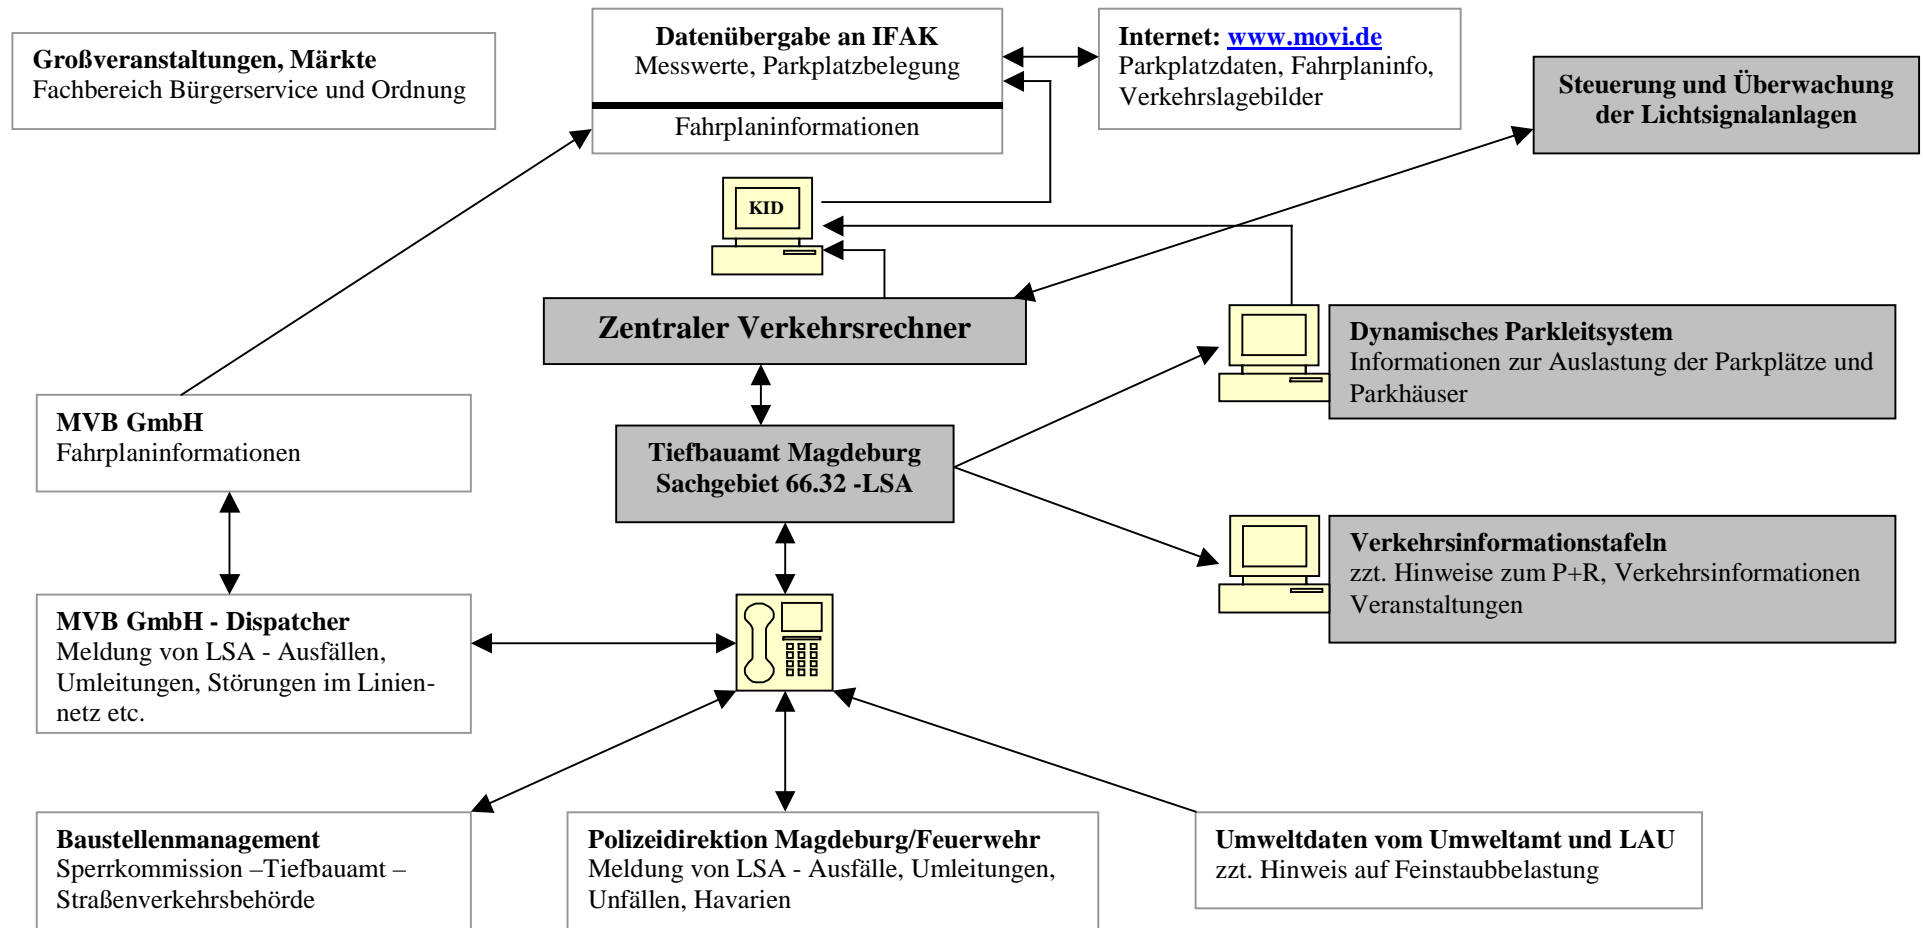 Großveranstaltungen, Märkte
Fachbereich Bürgerservice und Ordnung
Datenübergabe an IFAK
Messwerte, Parkplatzbelegung
Fahrplaninformationen
Internet: www.movi.de
Parkplatzdaten, Fahrplaninfo,
Verkehrslagebilder
Steuerung und Überwachung
der Lichtsignalanlagen
KID
Zentraler Verkehrsrechner
Dynamisches Parkleitsystem
Informationen zur Auslastung der Parkplätze und
Parkhäuser
MVB GmbH
Fahrplaninformationen
Tiefbauamt Magdeburg
Sachgebiet 66.32 -LSA
Verkehrsinformationstafeln
zzt. Hinweise zum P+R, Verkehrsinformationen
Veranstaltungen
MVB GmbH - Dispatcher
Meldung von LSA - Ausfällen,
Umleitungen, Störungen im Linien-
netz etc.
Baustellenmanagement
Sperrkommission –Tiefbauamt –
Straßenverkehrsbehörde
Polizeidirektion Magdeburg/Feuerwehr
Meldung von LSA - Ausfälle, Umleitungen,
Unfällen, Havarien
Umweltdaten vom Umweltamt und LAU
zzt. Hinweis auf Feinstaubbelastung